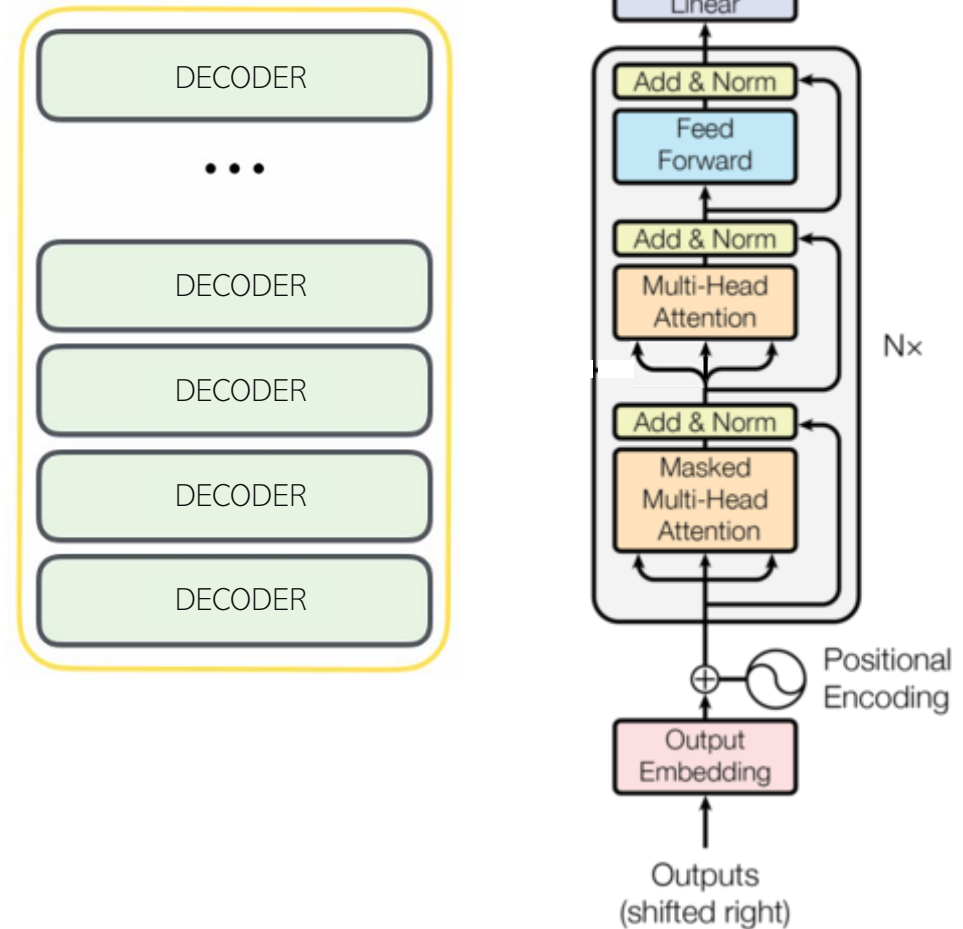 DECODER
...
DECODER
DECODER
DECODER
DECODER
Linear
Add & Norm
Feed
Forward
Add & Norm
Multi-Head
Attention
N×
Add & Norm
Masked
Multi-Head
Attention
Positional
Encoding
Output
Embedding
Outputs
(shifted right)